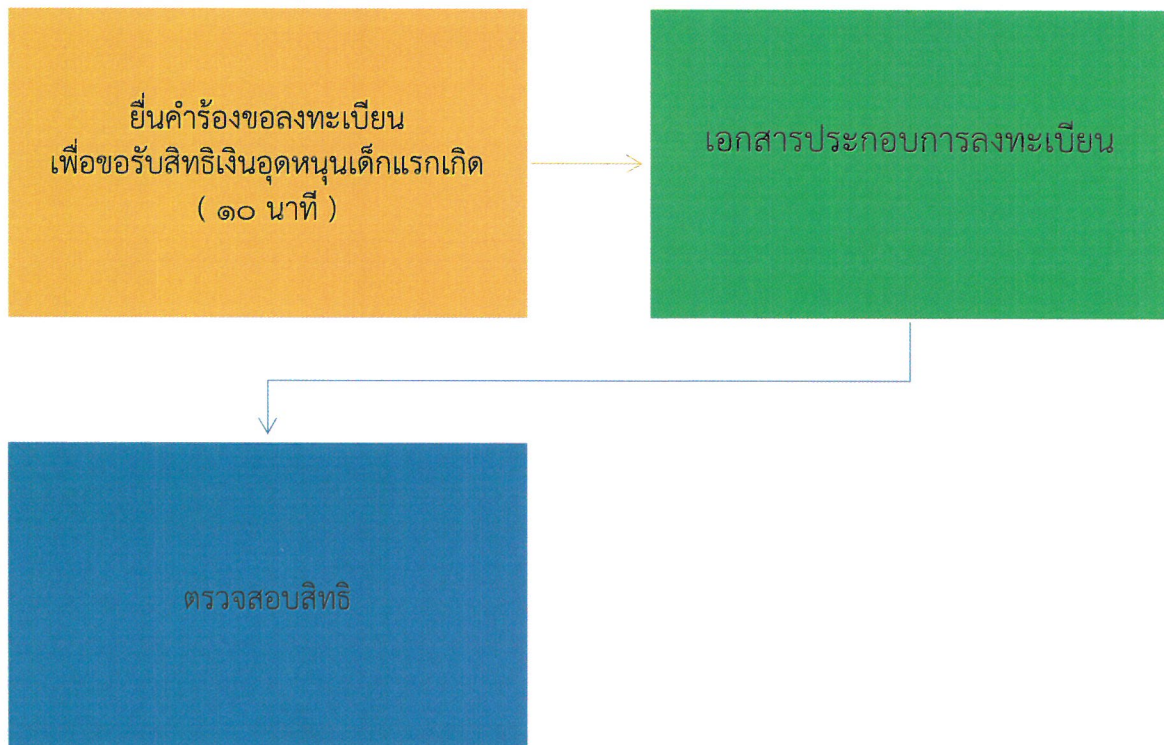 ยื่นคำร้องขอลงทะเบียน
เพื่อขอรับสิทธิเงินอุดหนุนเด็กแรกเกิด
( ๑๐ นาที )
เอกสารประกอบการลงทะเบียน
ตรวจสอบสิทธิ